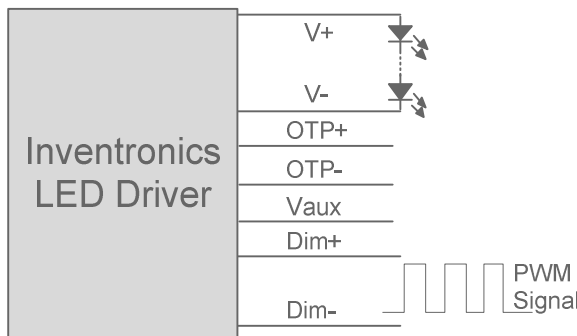 Inventronics
LED Driver
V+
V-
OTP+
OTP-
Vaux
Dim+
Dim-
PWM
Signal